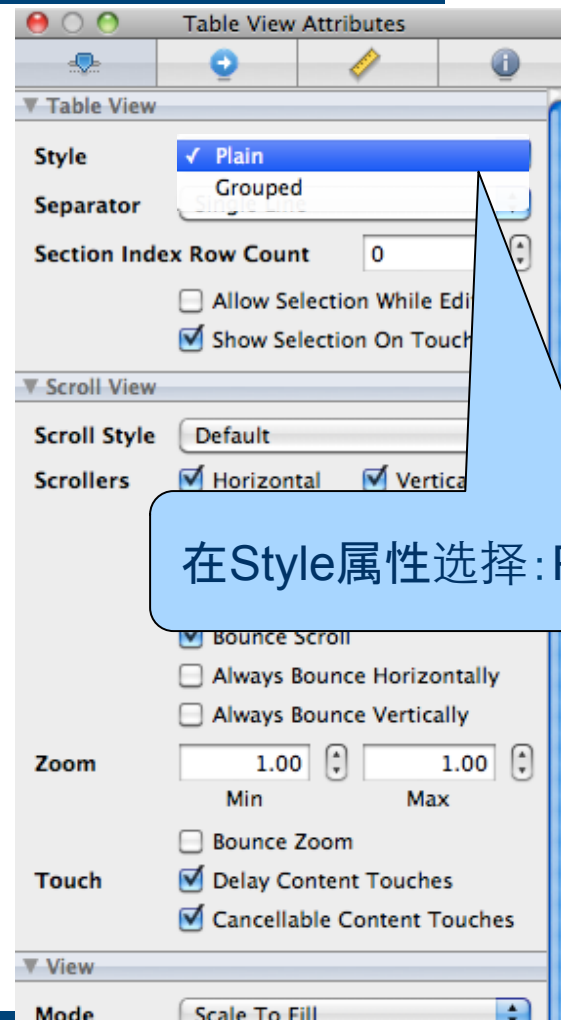 Table View Attributes
Table View
Style ✓ Plain
Grouped
Separator Single Line
Section Index Row Count 0
Allow Selection While
Show Selection On Touch
Scroll View
Scroll Style Default
Scrollers Horizontal
在Style属性选择:P
Bounce Scroll
Always Bounce Horizontally
Always Bounce Vertically
Zoom 1.00 1.00
Min Max
Bounce Zoom
Touch Delay Content Touches
Cancellable Content Touches
View
Mode Scale To Fill